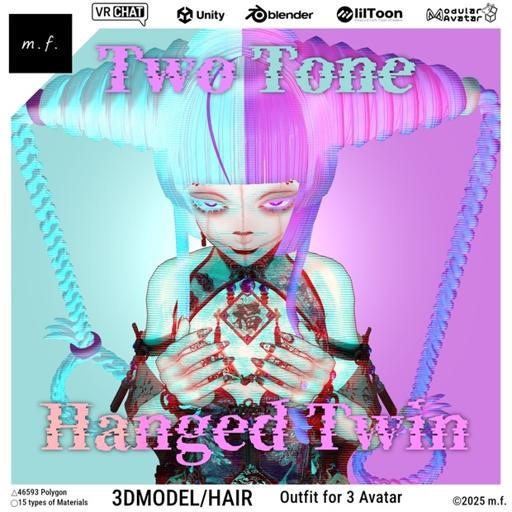 VRCHAT Unity blender lilToon Modular Avatar
m.f.
Two Tone
福
Hanged Twin
△46593 Polygon
○15 types of Materials
3DMODEL/HAIR
Outfit for 3 Avatar
©2025 m.f.